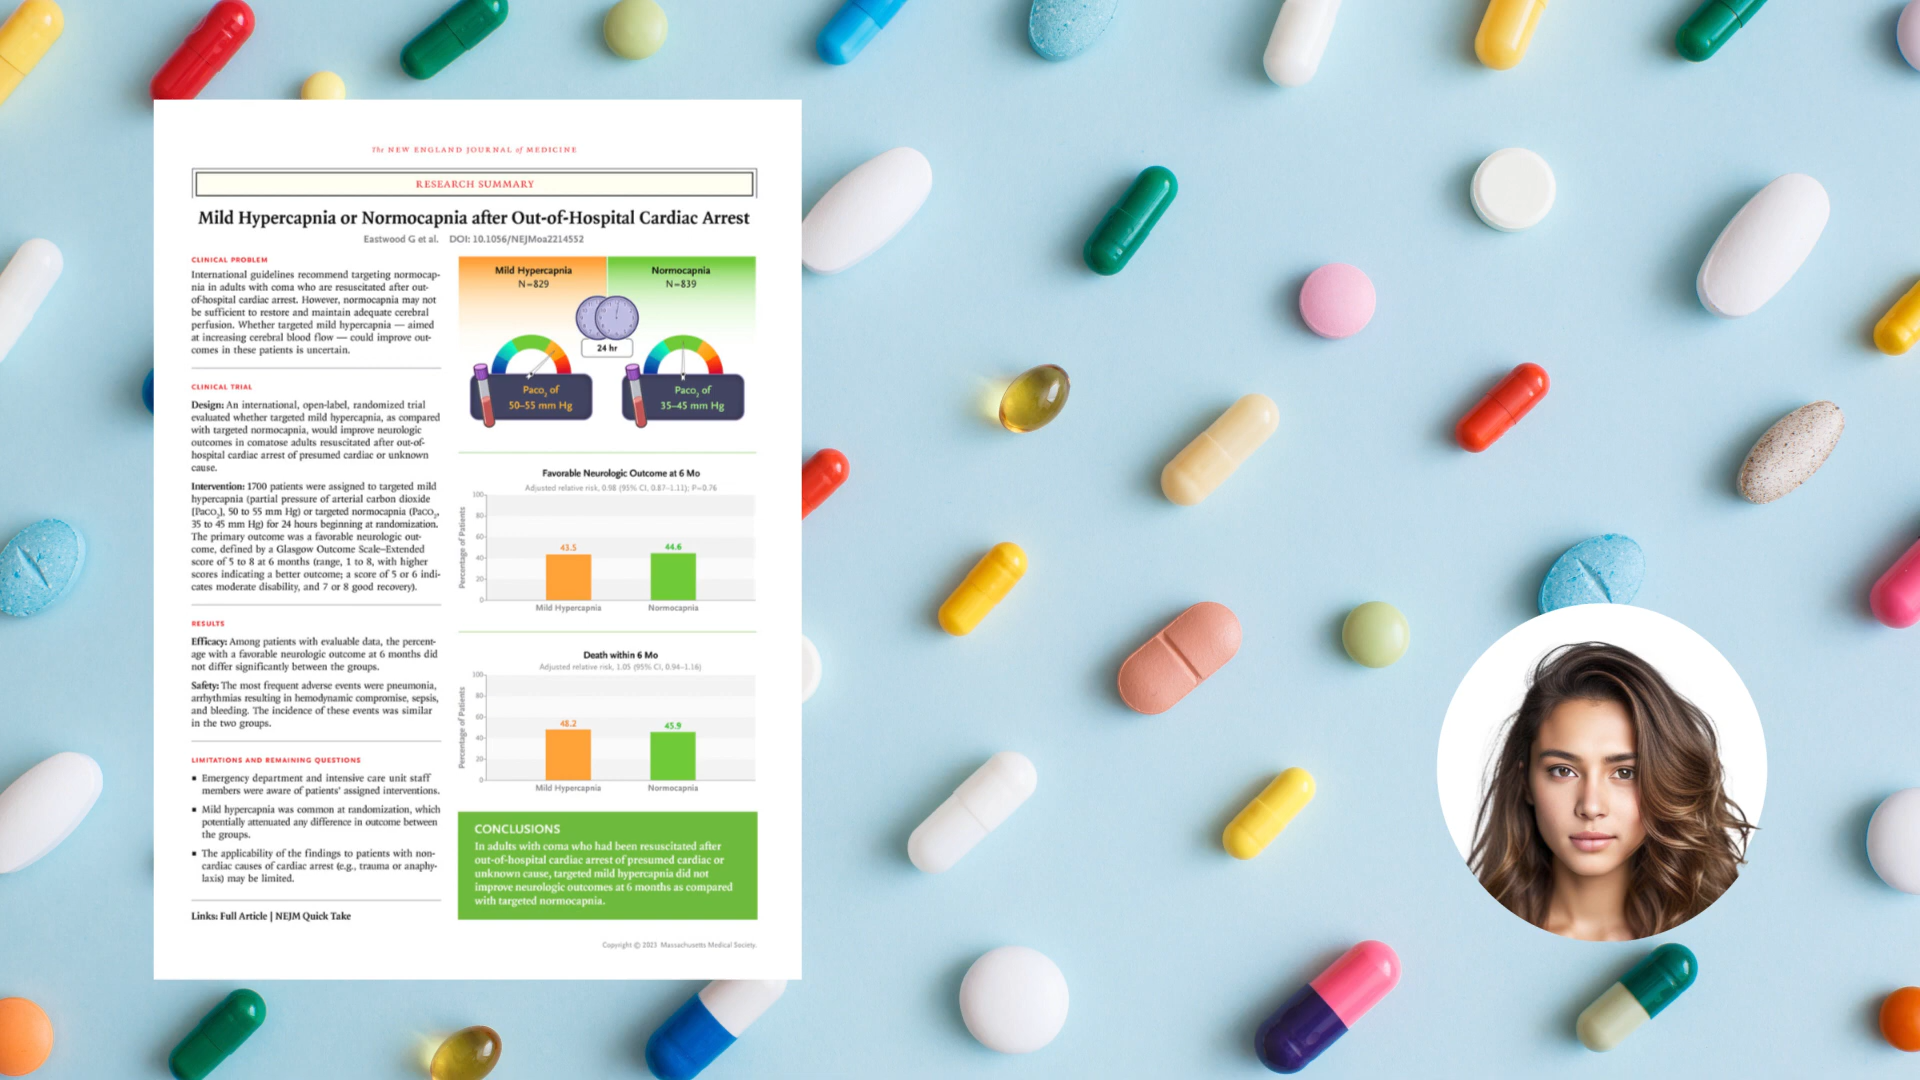 The NEW ENGLAND JOURNAL of MEDICINE
RESEARCH SUMMARY
Mild Hypercapnia or Normocapnia after Out-of-Hospital Cardiac Arrest
Eastwood G et al. DOI: 10.1056/NEJMoa2214552
CLINICAL PROBLEM
International guidelines recommend targeting normocap-
nia in adults with coma who are resuscitated after out-
of-hospital cardiac arrest. However, normocapnia may not
be sufficient to restore and maintain adequate cerebral
perfusion. Whether targeted mild hypercapnia — aimed
at increasing cerebral blood flow — could improve out-
comes in these patients is uncertain.
CLINICAL TRIAL
Design: An international, open-label, randomized trial
evaluated whether targeted mild hypercapnia, as compared
with targeted normocapnia, would improve neurologic
outcomes in comatose adults resuscitated after out-of-
hospital cardiac arrest of presumed cardiac or unknown
cause.
Intervention: 1700 patients were assigned to targeted mild
hypercapnia (partial pressure of arterial carbon dioxide
[Paco2], 50 to 55 mm Hg) or targeted normocapnia (Paco2,
35 to 45 mm Hg) for 24 hours beginning at randomization.
The primary outcome was a favorable neurologic out-
come, defined by a Glasgow Outcome Scale–Extended
score of 5 to 8 at 6 months (range, 1 to 8, with higher
scores indicating a better outcome; a score of 5 or 6 indi-
cates moderate disability, and 7 or 8 good recovery).
RESULTS
Efficacy: Among patients with evaluable data, the percent-
age with a favorable neurologic outcome at 6 months did
not differ significantly between the groups.
Safety: The most frequent adverse events were pneumonia,
arrhythmias resulting in hemodynamic compromise, sepsis,
and bleeding. The incidence of these events was similar
in the two groups.
LIMITATIONS AND REMAINING QUESTIONS
▪ Emergency department and intensive care unit staff
members were aware of patients' assigned interventions.
▪ Mild hypercapnia was common at randomization, which
potentially attenuated any difference in outcome between
the groups.
▪ The applicability of the findings to patients with non-
cardiac causes of cardiac arrest (e.g., trauma or anaphy-
laxis) may be limited.
Links: Full Article | NEJM Quick Take
Mild Hypercapnia
N=829
Normocapnia
N=839
24 hr
Paco2 of
50–55 mm Hg
Paco2 of
35–45 mm Hg
Favorable Neurologic Outcome at 6 Mo
Adjusted relative risk, 0.98 (95% CI, 0.87–1.11); P=0.76
Percentage of Patients
100
80
60
40
20
0
43.5
44.6
Mild Hypercapnia
Normocapnia
Death within 6 Mo
Adjusted relative risk, 1.05 (95% CI, 0.94–1.16)
Percentage of Patients
100
80
60
40
20
0
48.2
45.9
Mild Hypercapnia
Normocapnia
CONCLUSIONS
In adults with coma who had been resuscitated after
out-of-hospital cardiac arrest of presumed cardiac or
unknown cause, targeted mild hypercapnia did not
improve neurologic outcomes at 6 months as compared
with targeted normocapnia.
Copyright © 2023 Massachusetts Medical Society.